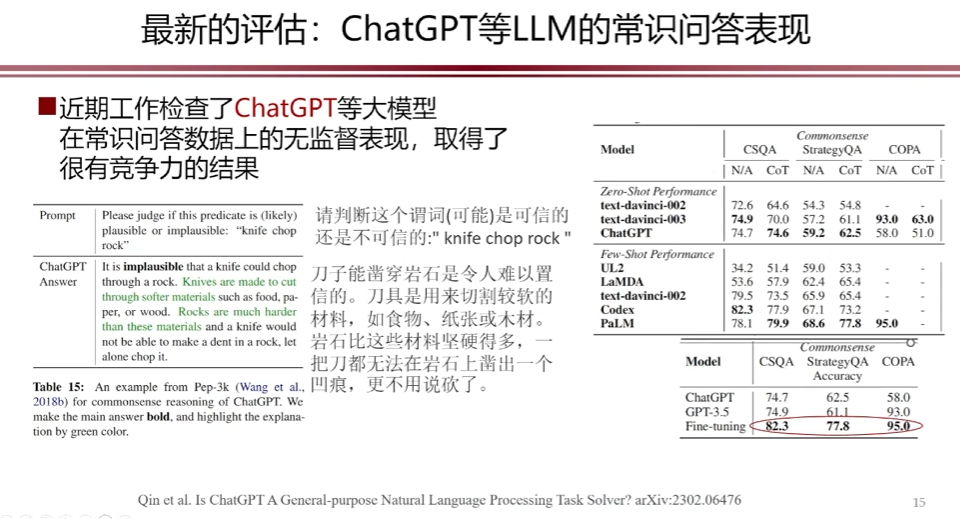 最新的评估：ChatGPT等LLM的常识问答表现
近期工作检查了ChatGPT等大模型
在常识问答数据上的无监督表现，取得了
很有竞争力的结果
Prompt Please judge if this predicate is (likely)
plausible or implausible: “knife chop
rock”
ChatGPT It is implausible that a knife could chop
Answer through a rock. Knives are made to cut
through softer materials such as food, pa-
per, or wood. Rocks are much harder
than these materials and a knife would
not be able to make a dent in a rock, let
alone chop it.
Table 15: An example from Pep-3k (Wang et al.,
2018b) for commonsense reasoning of ChatGPT. We
make the main answer bold, and highlight the explana-
tion by green color.
请判断这个谓词(可能)是可信的
还是不可信的:" knife chop rock "
刀子能凿穿岩石是令人难以置
信的。刀具是用来切割较软的
材料，如食物、纸张或木材。
岩石比这些材料坚硬得多，一
把刀都无法在岩石上凿出一个
凹痕，更不用说砍了。
Commonsense
Model CSQA StrategyQA COPA
N/A CoT N/A CoT N/A CoT
Zero-Shot Performance
text-davinci-002 72.6 64.6 54.3 54.8 - -
text-davinci-003 74.9 70.0 57.2 61.1 93.0 63.0
ChatGPT 74.7 74.6 59.2 62.5 58.0 51.0
Few-Shot Performance
UL2 34.2 51.4 59.0 53.3 - -
LaMDA 53.6 57.9 62.4 65.4 - -
text-davinci-002 79.5 73.5 65.9 65.4 - -
Codex 82.3 77.9 67.1 73.2 - -
PaLM 78.1 79.9 68.6 77.8 95.0 -
Commonsense
Model CSQA StrategyQA COPA
Accuracy
ChatGPT 74.7 62.5 58.0
GPT-3.5 74.9 61.1 93.0
Fine-tuning 82.3 77.8 95.0
Qin et al. Is ChatGPT A General-purpose Natural Language Processing Task Solver? arXiv:2302.06476
15